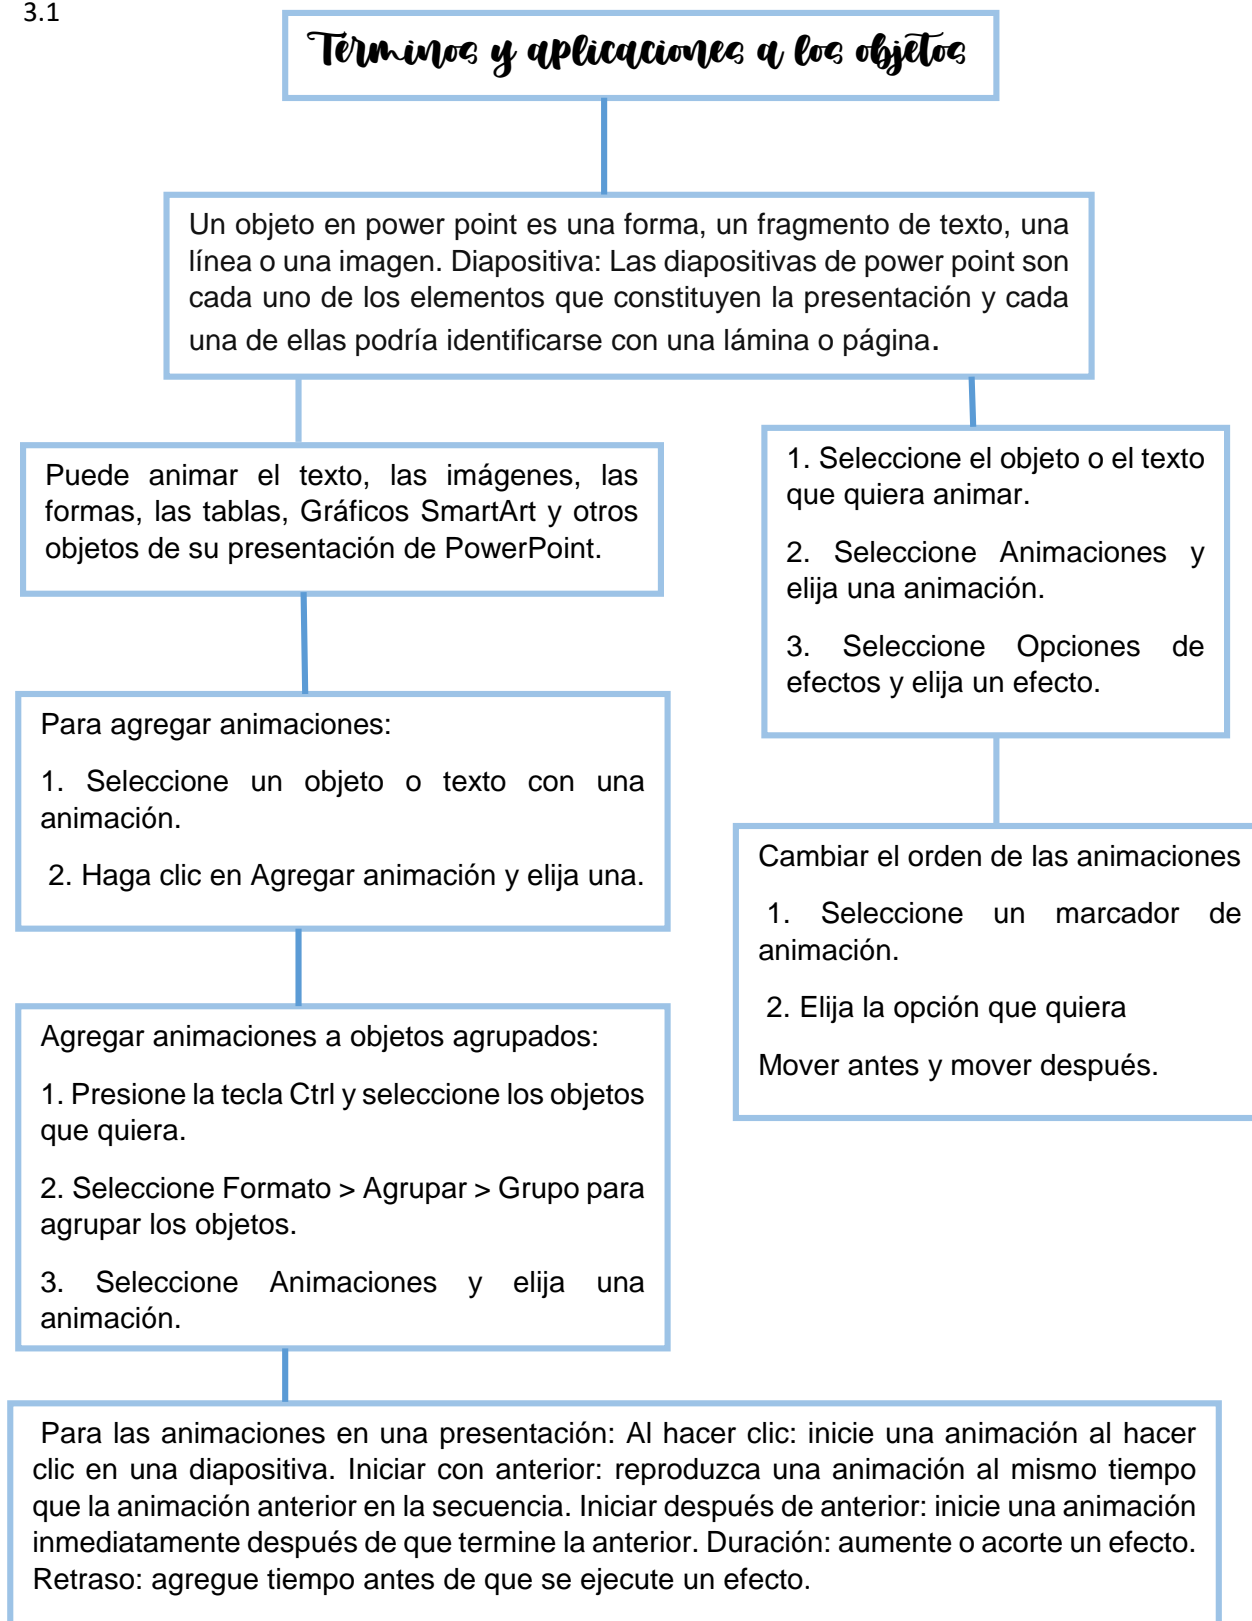 3.1
Términos y aplicaciones a los objetos
Un objeto en power point es una forma, un fragmento de texto, una
línea o una imagen. Diapositiva: Las diapositivas de power point son
cada uno de los elementos que constituyen la presentación y cada
una de ellas podría identificarse con una lámina o página.
Puede animar el texto, las imágenes, las
formas, las tablas, Gráficos SmartArt y otros
objetos de su presentación de PowerPoint.
1. Seleccione el objeto o el texto
que quiera animar.
2. Seleccione Animaciones y
elija una animación.
3. Seleccione Opciones de
efectos y elija un efecto.
Para agregar animaciones:
1. Seleccione un objeto o texto con una
animación.
2. Haga clic en Agregar animación y elija una.
Cambiar el orden de las animaciones
1. Seleccione un marcador de
animación.
2. Elija la opción que quiera
Mover antes y mover después.
Agregar animaciones a objetos agrupados:
1. Presione la tecla Ctrl y seleccione los objetos
que quiera.
2. Seleccione Formato > Agrupar > Grupo para
agrupar los objetos.
3. Seleccione Animaciones y elija una
animación.
Para las animaciones en una presentación: Al hacer clic: inicie una animación al hacer
clic en una diapositiva. Iniciar con anterior: reproduzca una animación al mismo tiempo
que la animación anterior en la secuencia. Iniciar después de anterior: inicie una animación
inmediatamente después de que termine la anterior. Duración: aumente o acorte un efecto.
Retraso: agregue tiempo antes de que se ejecute un efecto.